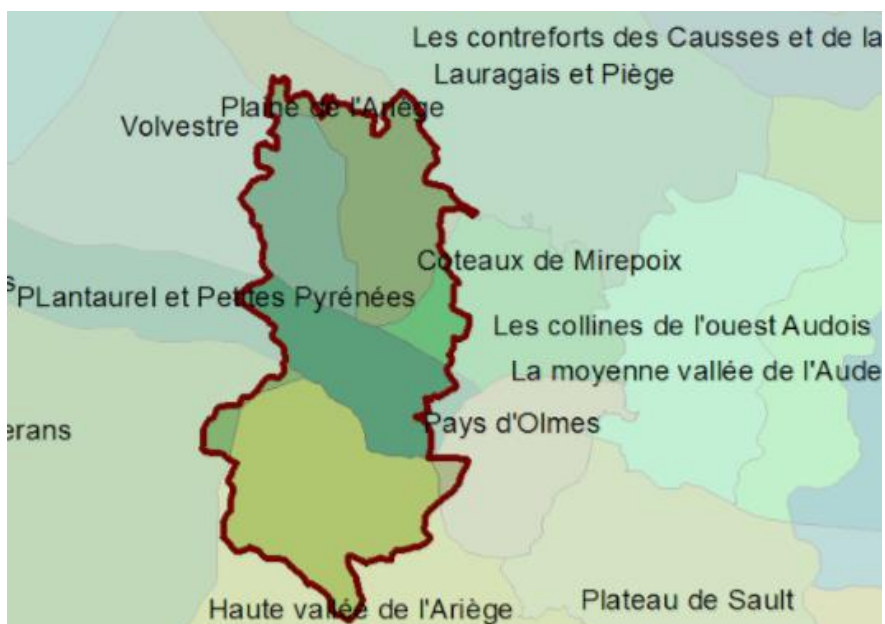 Les contreforts des Causses et de la
Lauragais et Piège
Plaine de l'Ariège
Volvestre
Coteaux de Mirepoix
s PLantaurel et Petites Pyrénées
Les collines de l'ouest Audois
La moyenne vallée de l'Aude
Pays d'Olmes
erans
Plateau de Sault
Haute vallée de l'Ariège